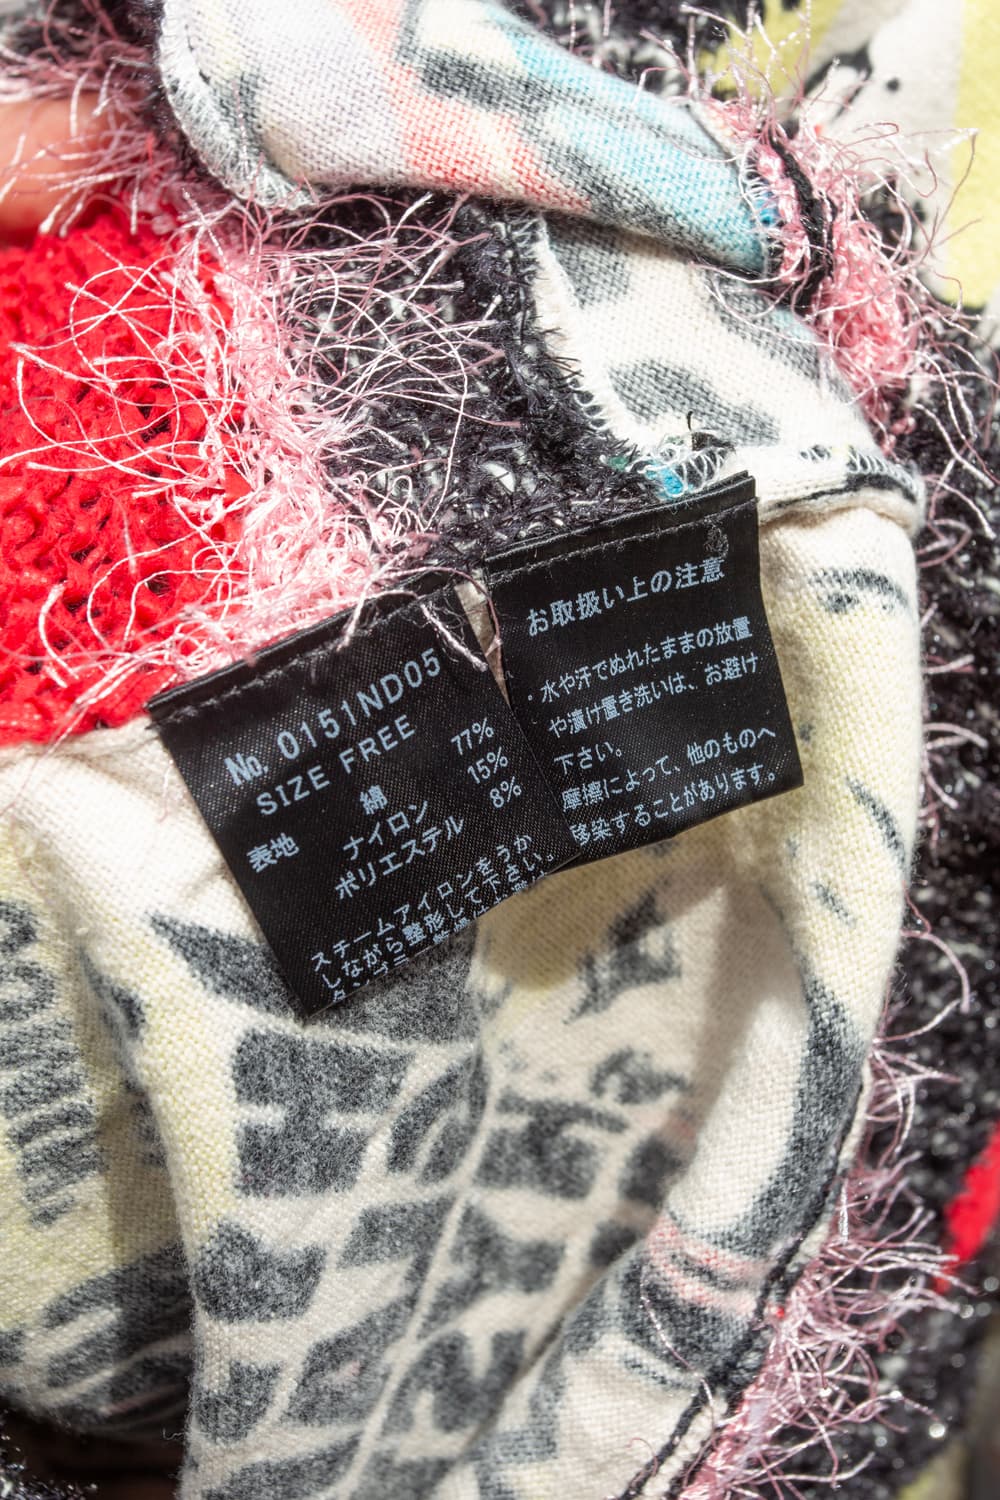 No. 0151ND05
SIZE FREE
表地 綿 77%
ナイロン 15%
ポリエステル 8%
スチームアイロンをうか
しながら整形して下さい。
お取扱い上の注意
・水や汗でぬれたままの放置
や漬け置き洗いは、お避け
下さい。
摩擦によって、他のものへ
移染することがあります。